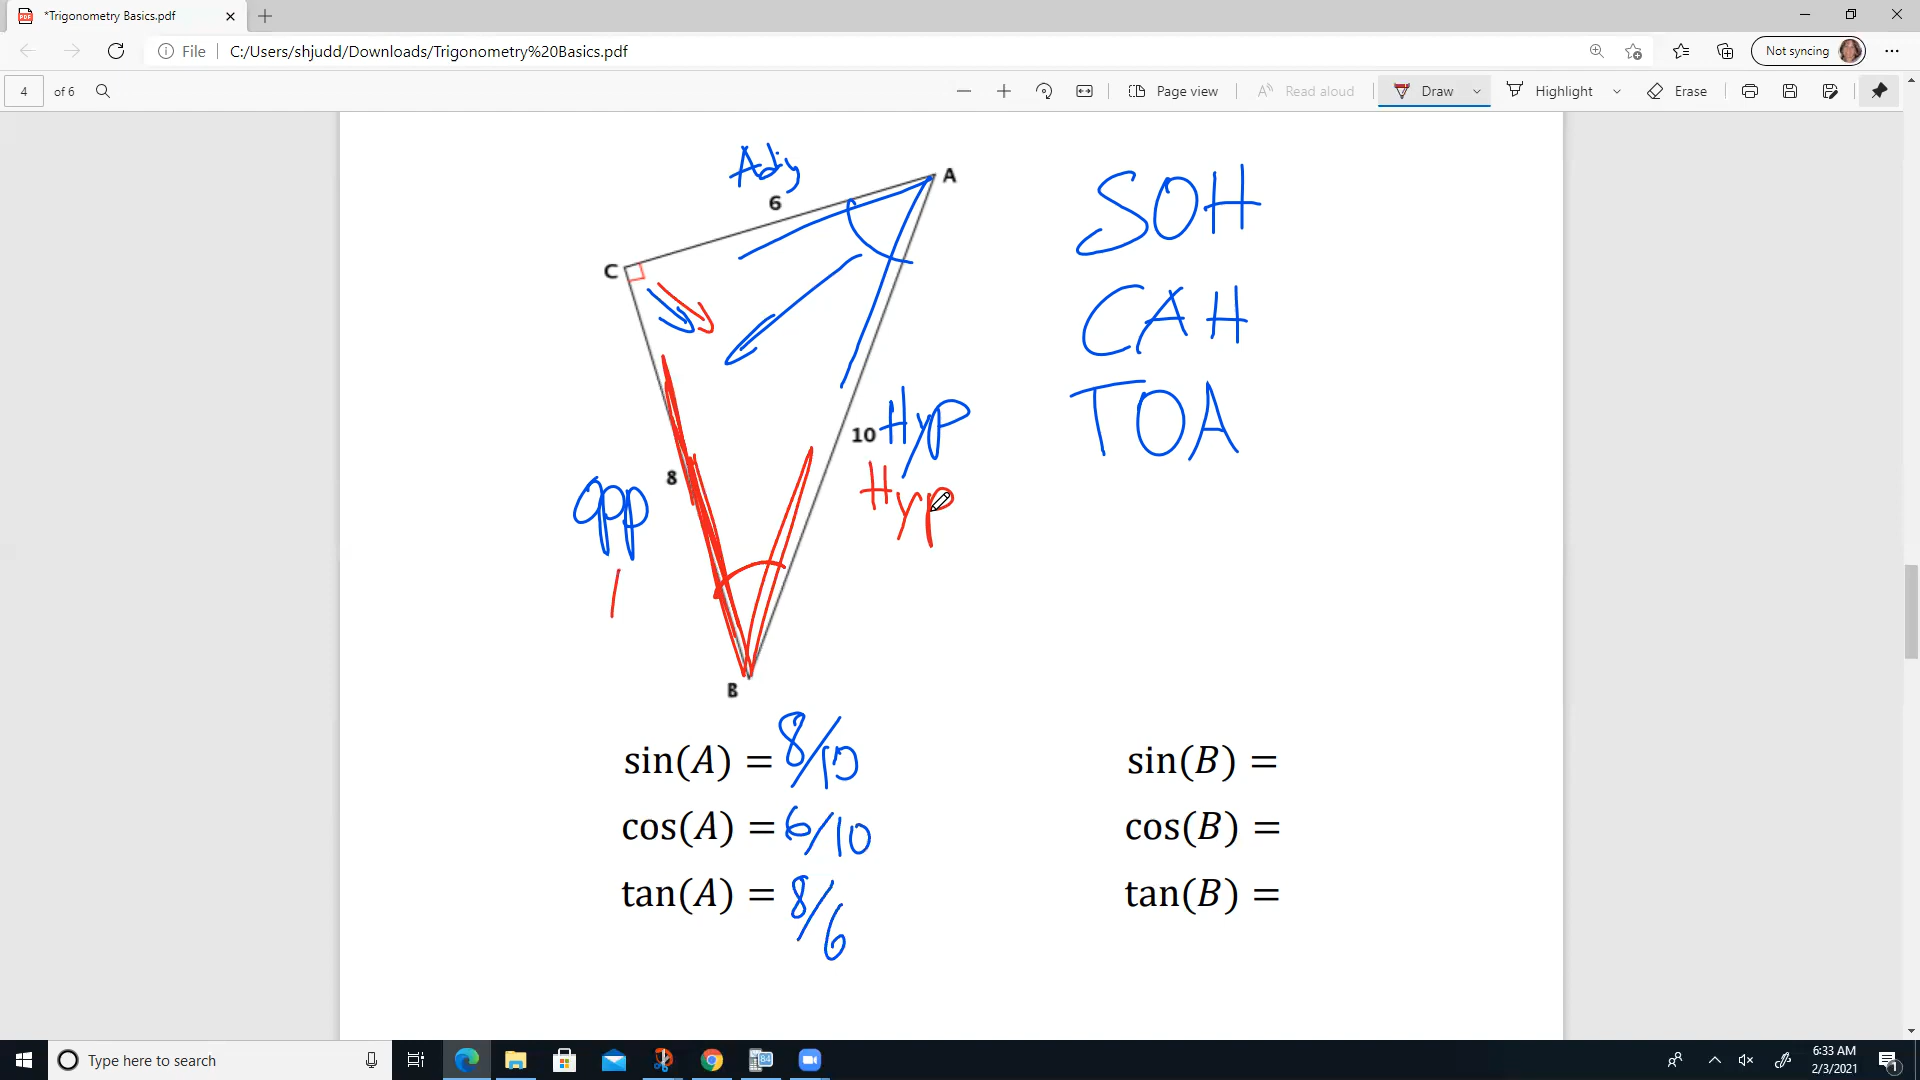 *Trigonometry Basics.pdf
File C:/Users/shjudd/Downloads/Trigonometry%20Basics.pdf
Not syncing
4 of 6
Page view
Read aloud
Draw
Highlight
Erase
Adj
A
6
C
SOH
CAH
TOA
10 Hyp
Hyp
8
opp
B
sin(A) = 8/10
sin(B) =
cos(A) = 6/10
cos(B) =
tan(A) = 8/6
tan(B) =
Type here to search
84
6:33 AM
2/3/2021
1